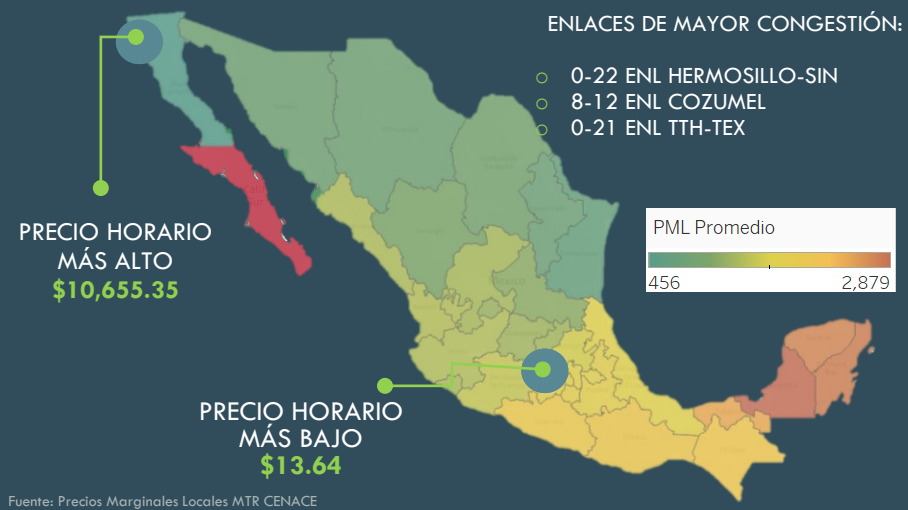 ENLACES DE MAYOR CONGESTIÓN:
0-22 ENL HERMOSILLO-SIN
8-12 ENL COZUMEL
0-21 ENL TTH-TEX
PML Promedio
456 2,879
PRECIO HORARIO
MÁS ALTO
$10,655.35
PRECIO HORARIO
MÁS BAJO
$13.64
Fuente: Precios Marginales Locales MTR CENACE